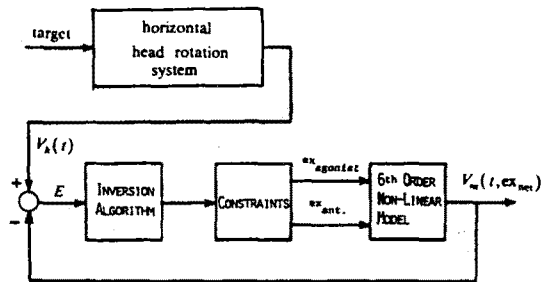 target
horizontal
head rotation
system
V_h(t)
+
E
−
INVERSION
ALGORITHM
CONSTRAINTS
ex_agonist
ex_ant.
6th ORDER
NON-LINEAR
MODEL
V_m(t, ex_net)